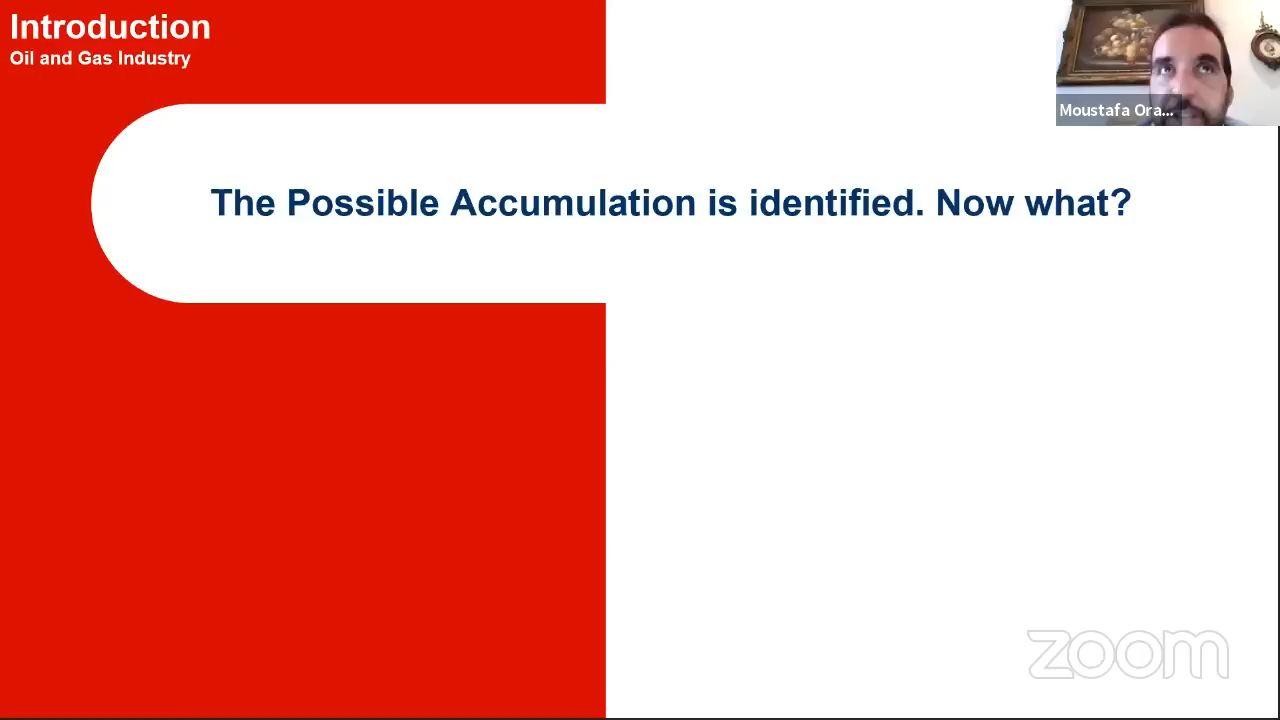 Introduction
Oil and Gas Industry
Moustafa Ora...
The Possible Accumulation is identified. Now what?
zoom